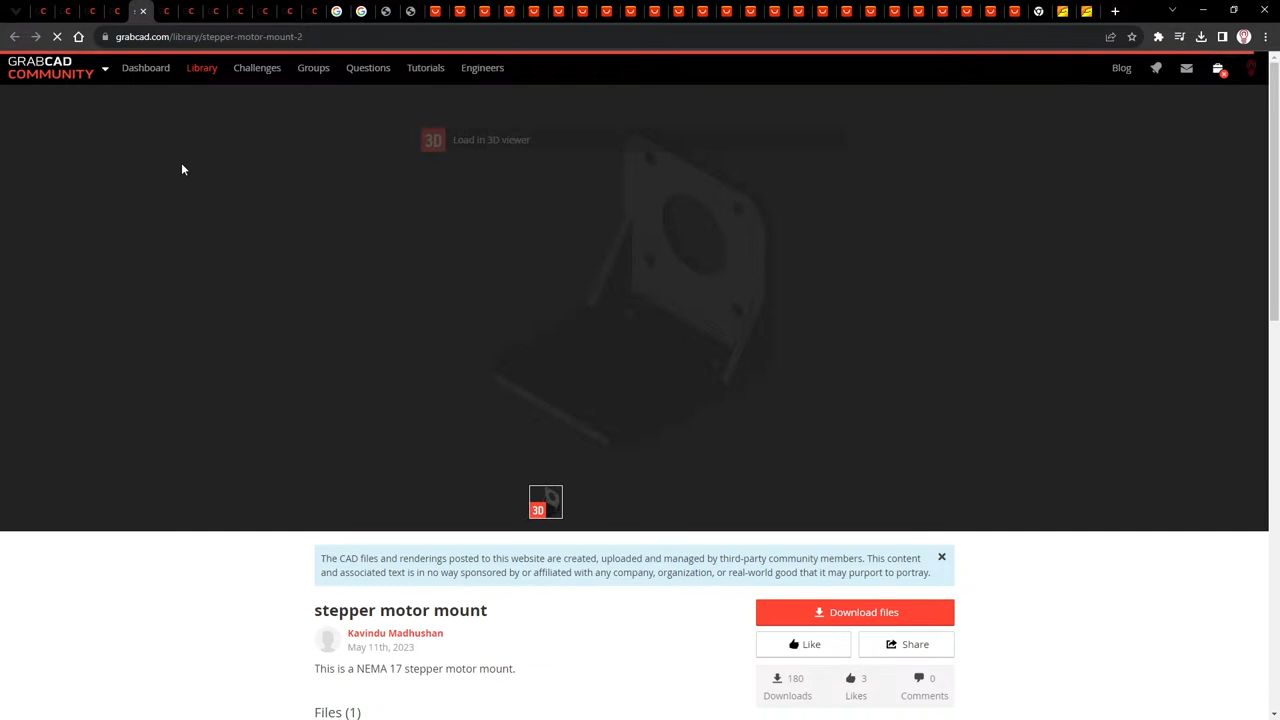 grabcad.com/library/stepper-motor-mount-2
GRABCAD
COMMUNITY
Dashboard
Library
Challenges
Groups
Questions
Tutorials
Engineers
Blog
3D
Load in 3D viewer
3D
The CAD files and renderings posted to this website are created, uploaded and managed by third-party community members. This content
and associated text is in no way sponsored by or affiliated with any company, organization, or real-world good that it may purport to portray.
stepper motor mount
Download files
Kavindu Madhushan
May 11th, 2023
Like
Share
This is a NEMA 17 stepper motor mount.
180
Downloads
3
Likes
0
Comments
Files (1)